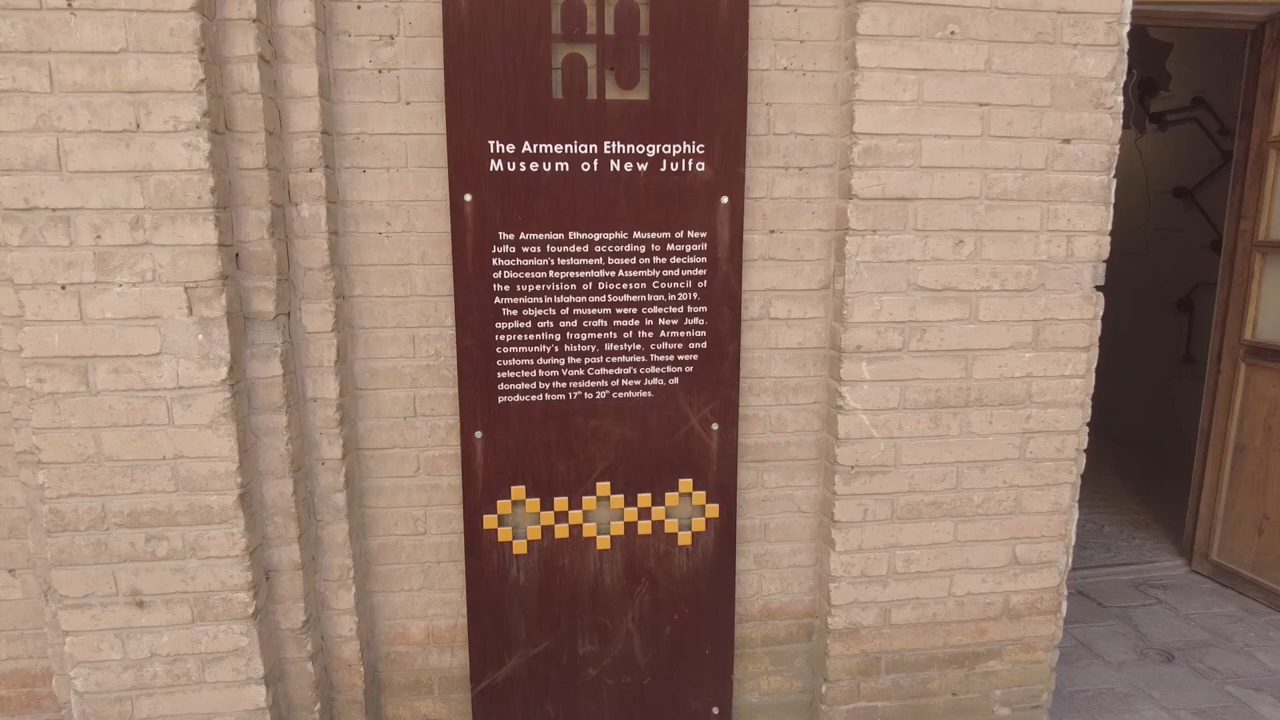 The Armenian Ethnographic
Museum of New Julfa
The Armenian Ethnographic Museum of New
Julfa was founded according to Margarit
Khachanian's testament, based on the decision
of Diocesan Representative Assembly and under
the supervision of Diocesan Council of
Armenians in Isfahan and Southern Iran, in 2019.
The objects of museum were collected from
applied arts and crafts made in New Julfa.
representing fragments of the Armenian
community's history, lifestyle, culture and
customs during the past centuries. These were
selected from Vank Cathedral's collection or
donated by the residents of New Julfa, all
produced from 17th to 20th centuries.